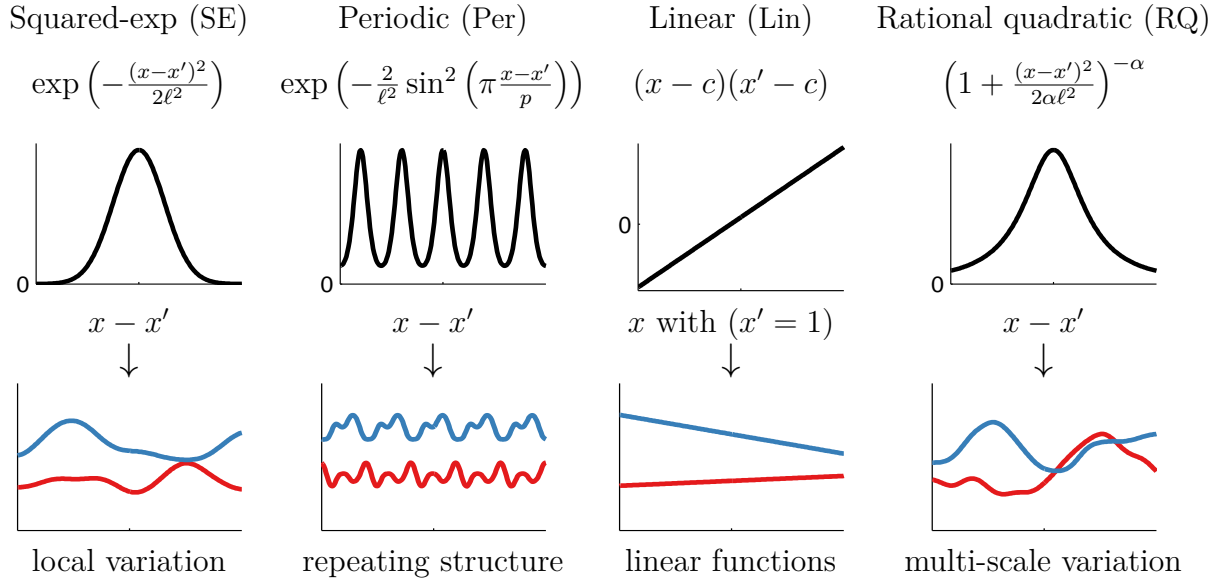 Squared-exp (SE) Periodic (Per) Linear (Lin) Rational quadratic (RQ)
exp(−(x−x′)²/2ℓ²) exp(−2/ℓ² sin²(π(x−x′)/p)) (x − c)(x′ − c) (1 + (x−x′)²/2αℓ²)^−α
0 0 0 0
x − x′ x − x′ x with (x′ = 1) x − x′
local variation repeating structure linear functions multi-scale variation